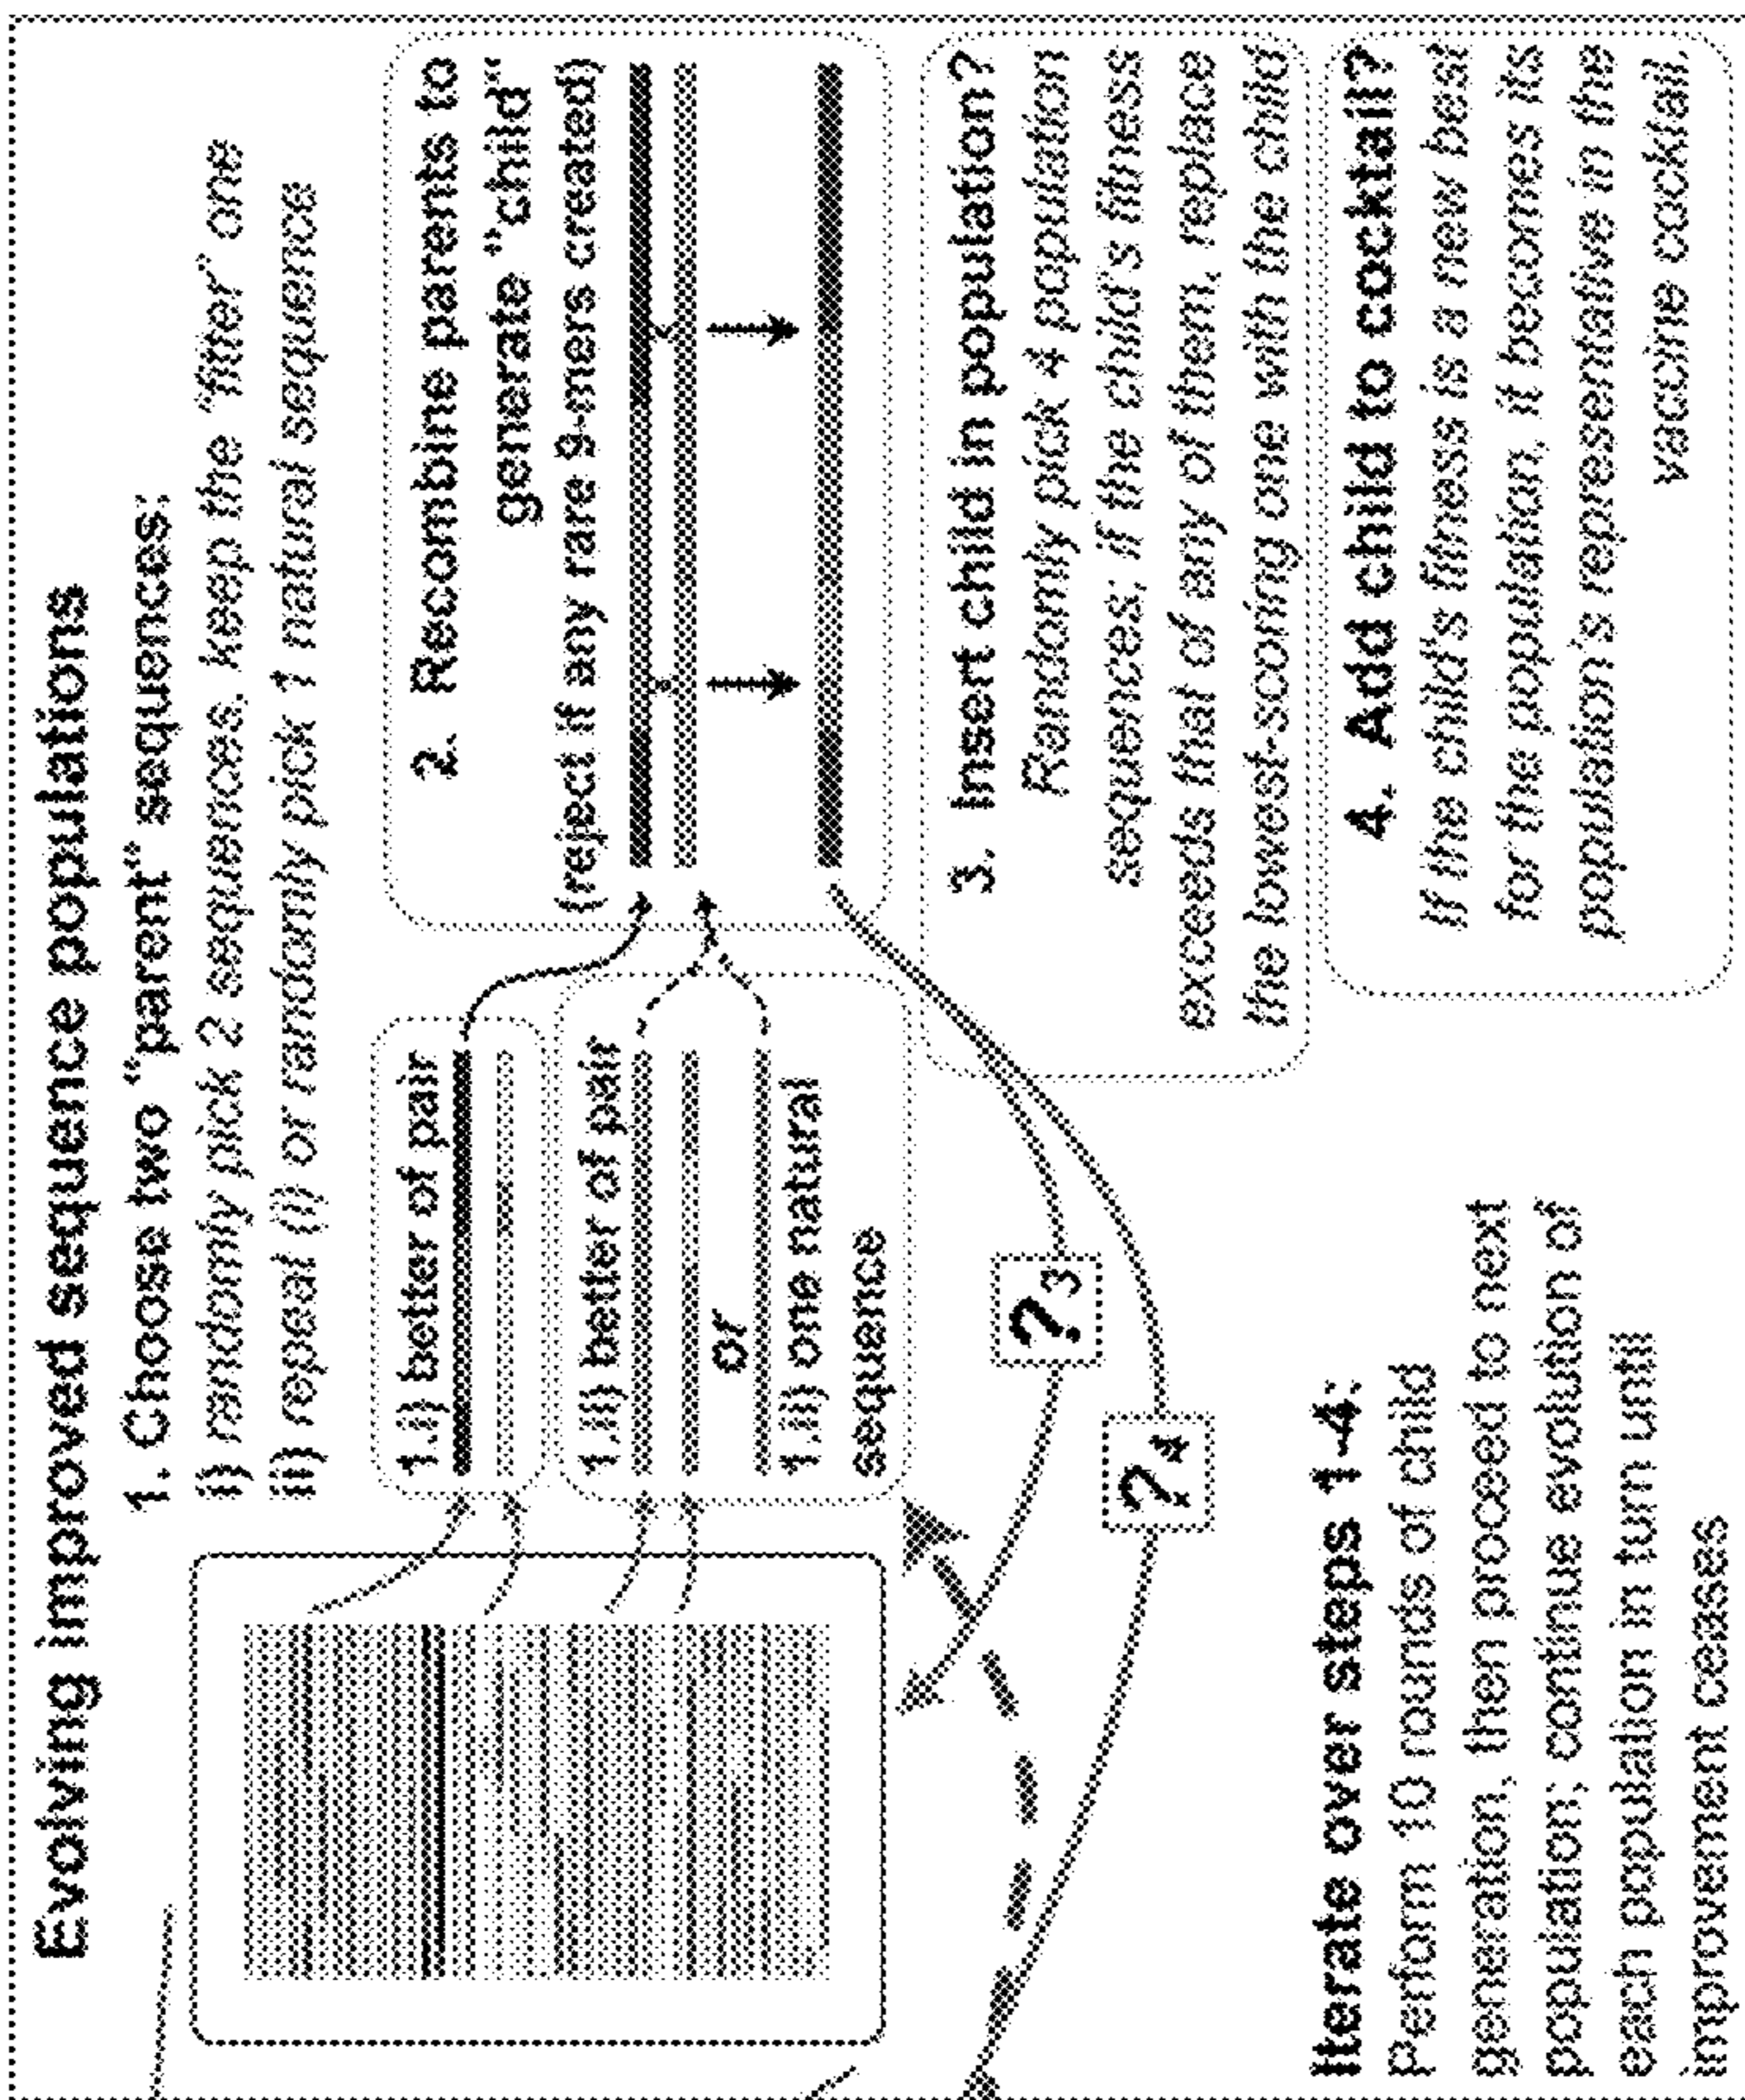 Evolving improved sequence populations
1. Choose two "parent" sequences:
i) randomly pick 2 sequences, keep the "fitter" one
ii) repeat (i) or randomly pick 1 natural sequence
1.i) better of pair
1.ii) better of pair
or
1.ii) one natural
sequence
2. Recombine parents to
generate "child"
(reject if any rare 9-mers created)
3. Insert child in population?
Randomly pick 4 population
sequences; if the child's fitness
exceeds that of any of them, replace
the lowest-scoring one with the child
4. Add child to cocktail?
If the child's fitness is a new best
for the population, it becomes its
population's representative in the
vaccine cocktail.
?3
?4
Iterate over steps 1-4:
Perform 10 rounds of child
generation, then proceed to next
population; continue evolution of
each population in turn until
improvement ceases